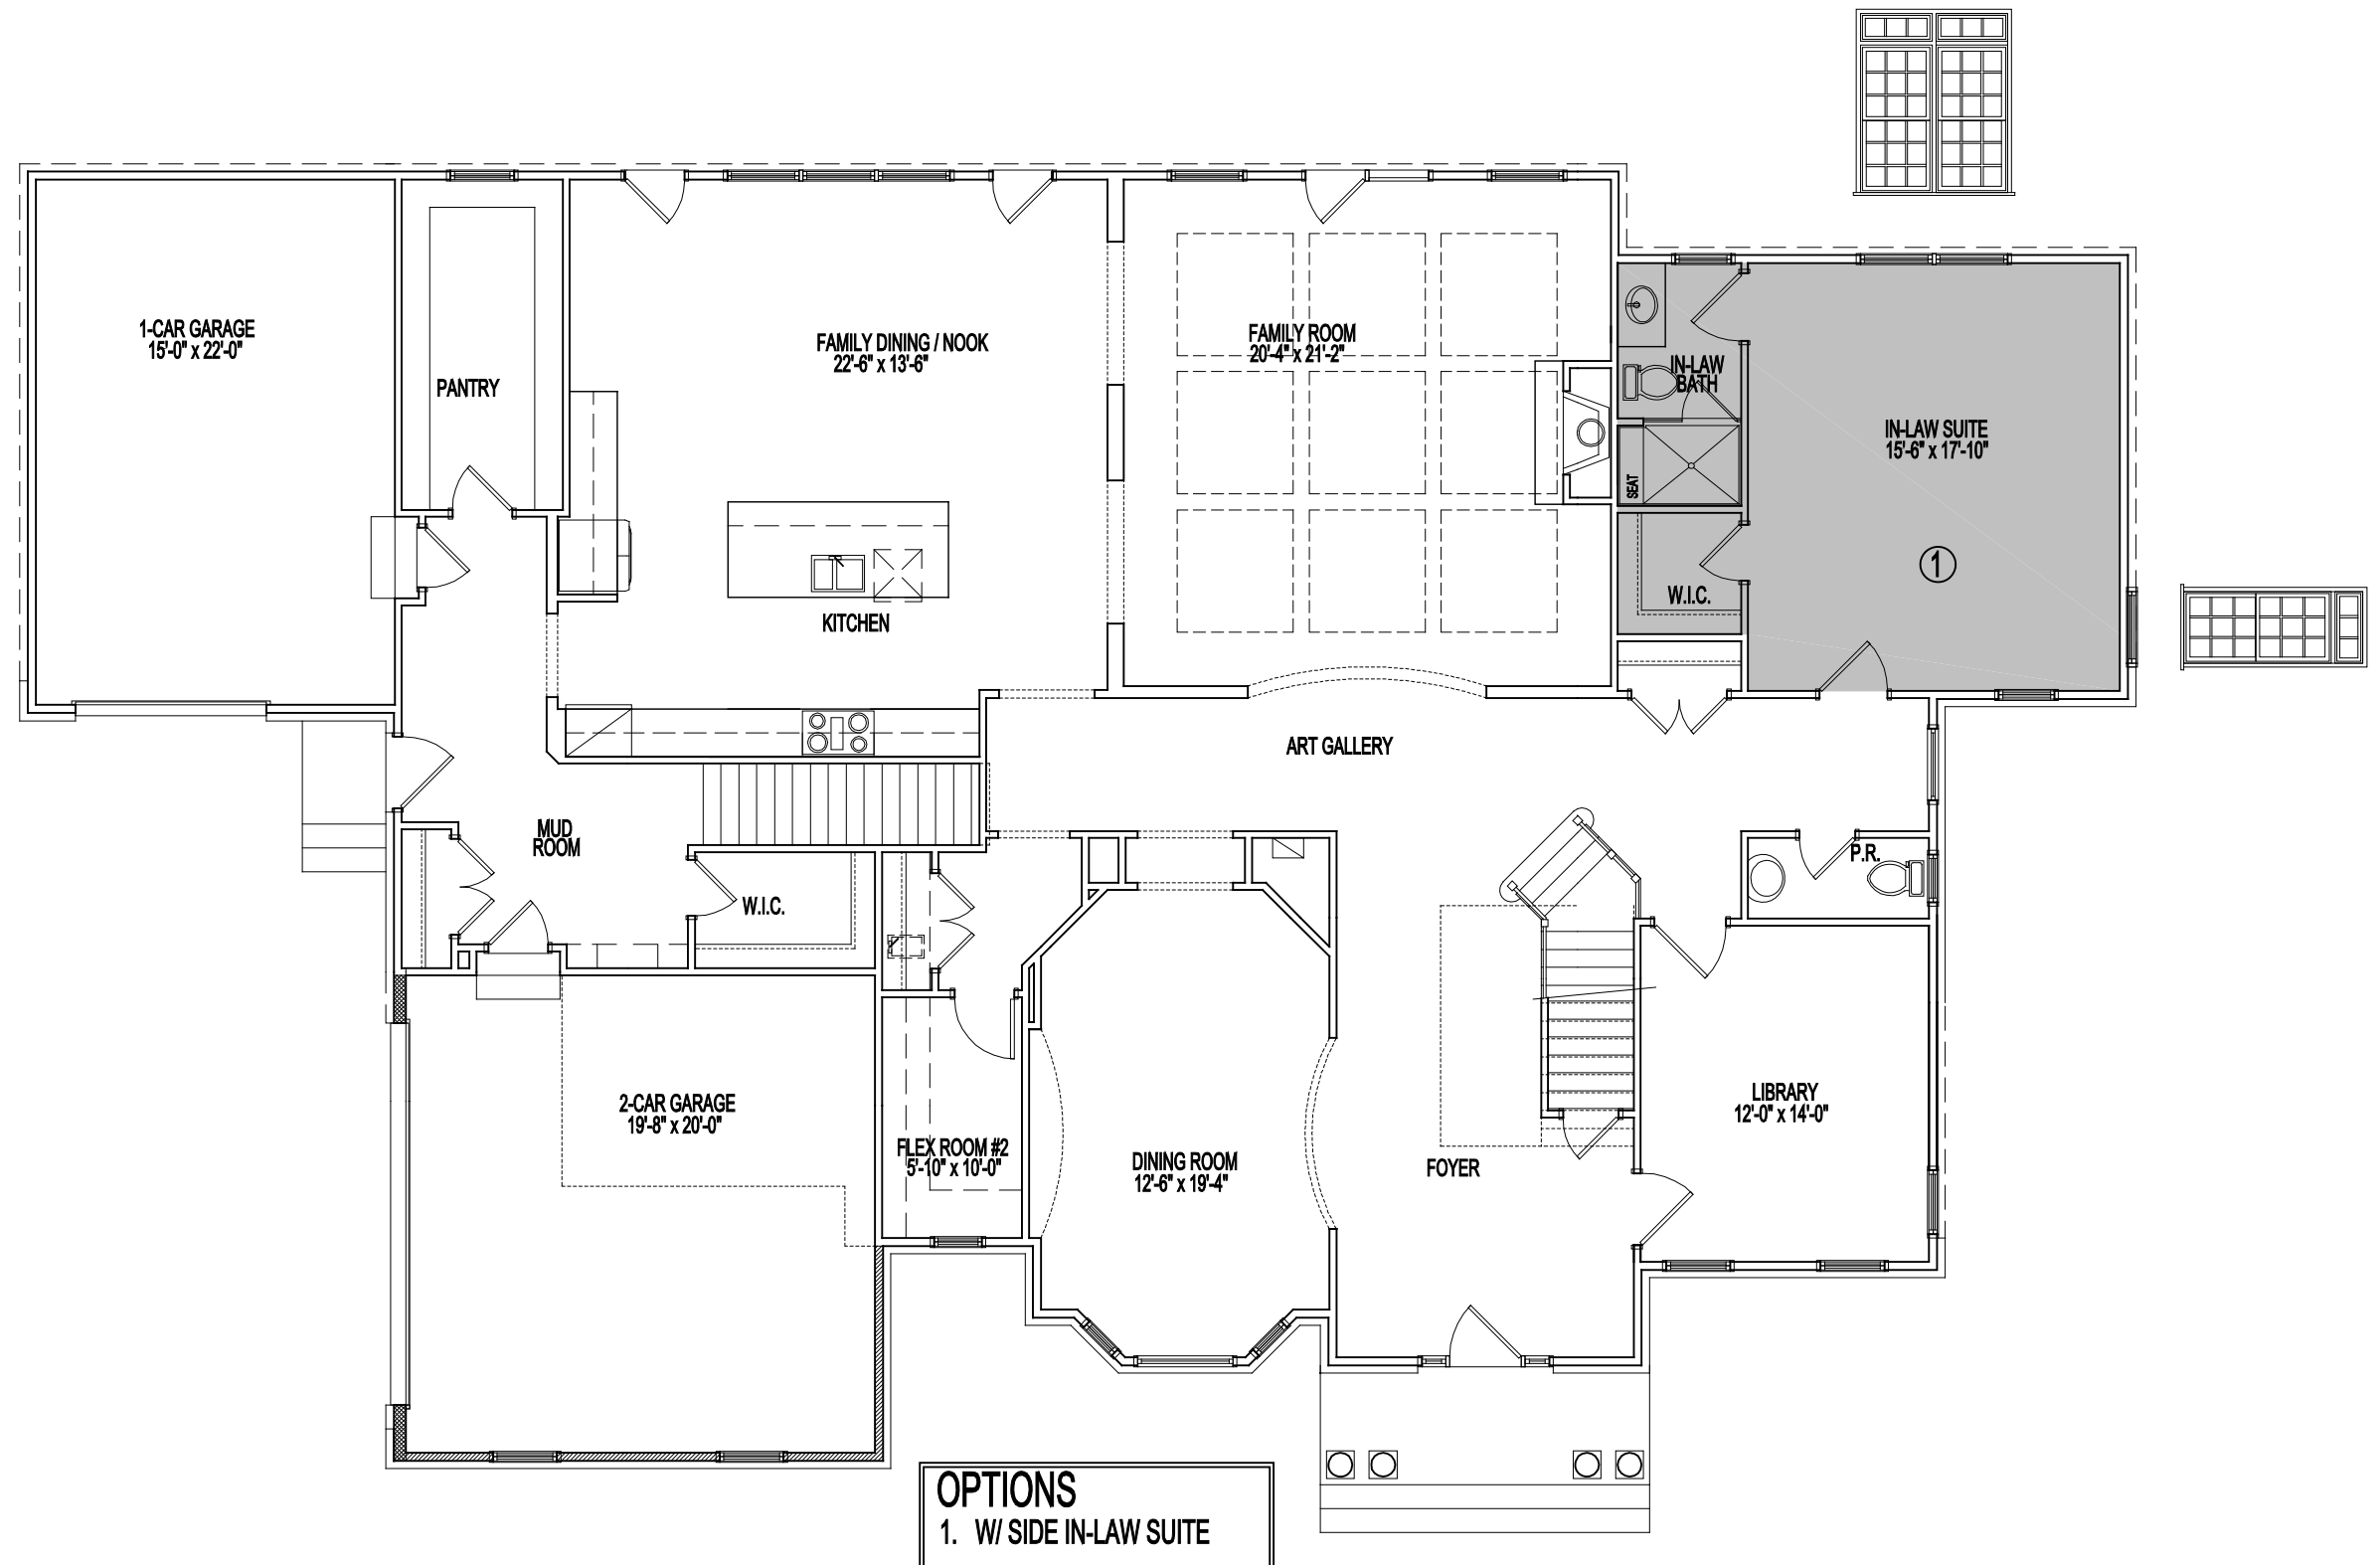 1-CAR GARAGE
15'-0" x 22'-0"
PANTRY
FAMILY DINING / NOOK
22'-6" x 13'-6"
FAMILY ROOM
20'-4" x 21'-2"
IN-LAW
BATH
IN-LAW SUITE
15'-6" x 17'-10"
SEAT
1
W.I.C.
KITCHEN
ART GALLERY
MUD
ROOM
P.R.
W.I.C.
2-CAR GARAGE
19'-8" x 20'-0"
LIBRARY
12'-0" x 14'-0"
FLEX ROOM #2
5'-10" x 10'-0"
DINING ROOM
12'-6" x 19'-4"
FOYER
OPTIONS
1. W/ SIDE IN-LAW SUITE